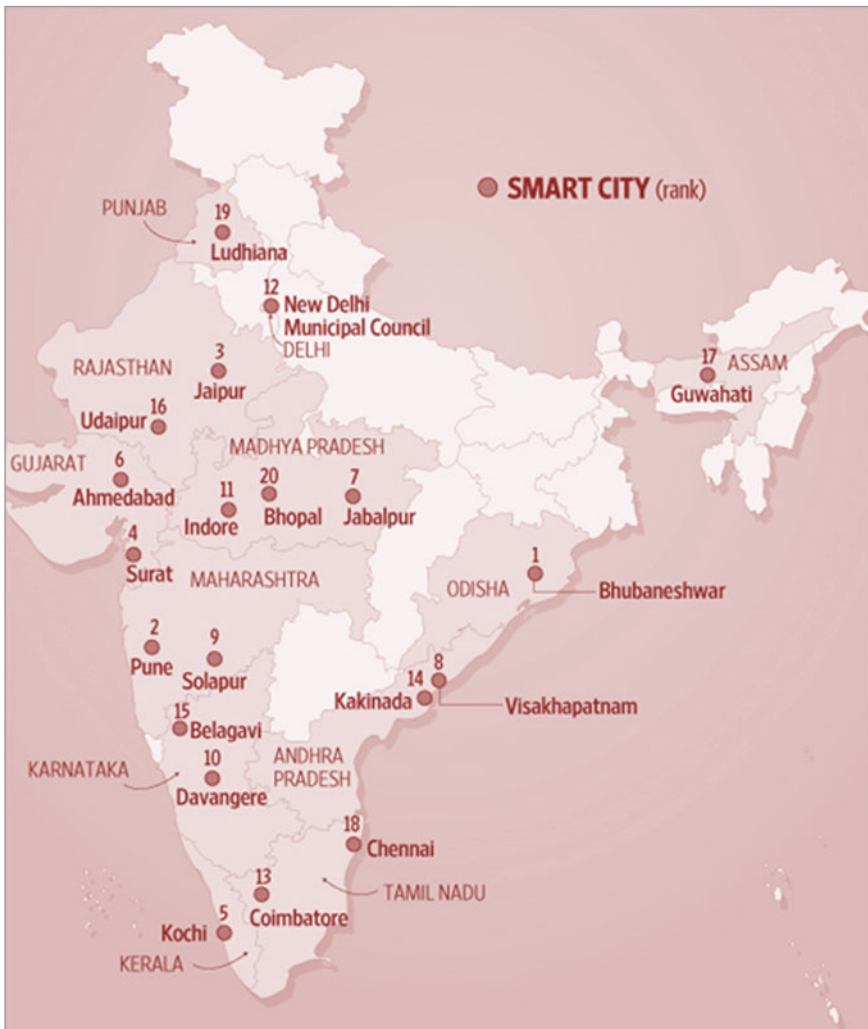 SMART CITY (rank)
PUNJAB
19
Ludhiana
12
New Delhi
Municipal Council
DELHI
RAJASTHAN
3
Jaipur
17
ASSAM
Guwahati
16
Udaipur
MADHYA PRADESH
GUJARAT
6
Ahmedabad
11
Indore
20
Bhopal
7
Jabalpur
4
Surat
MAHARASHTRA
ODISHA
1
Bhubaneshwar
2
Pune
9
Solapur
14
Kakinada
8
Visakhapatnam
15
Belagavi
KARNATAKA
10
Davangere
ANDHRA
PRADESH
18
Chennai
TAMIL NADU
13
Coimbatore
5
Kochi
KERALA